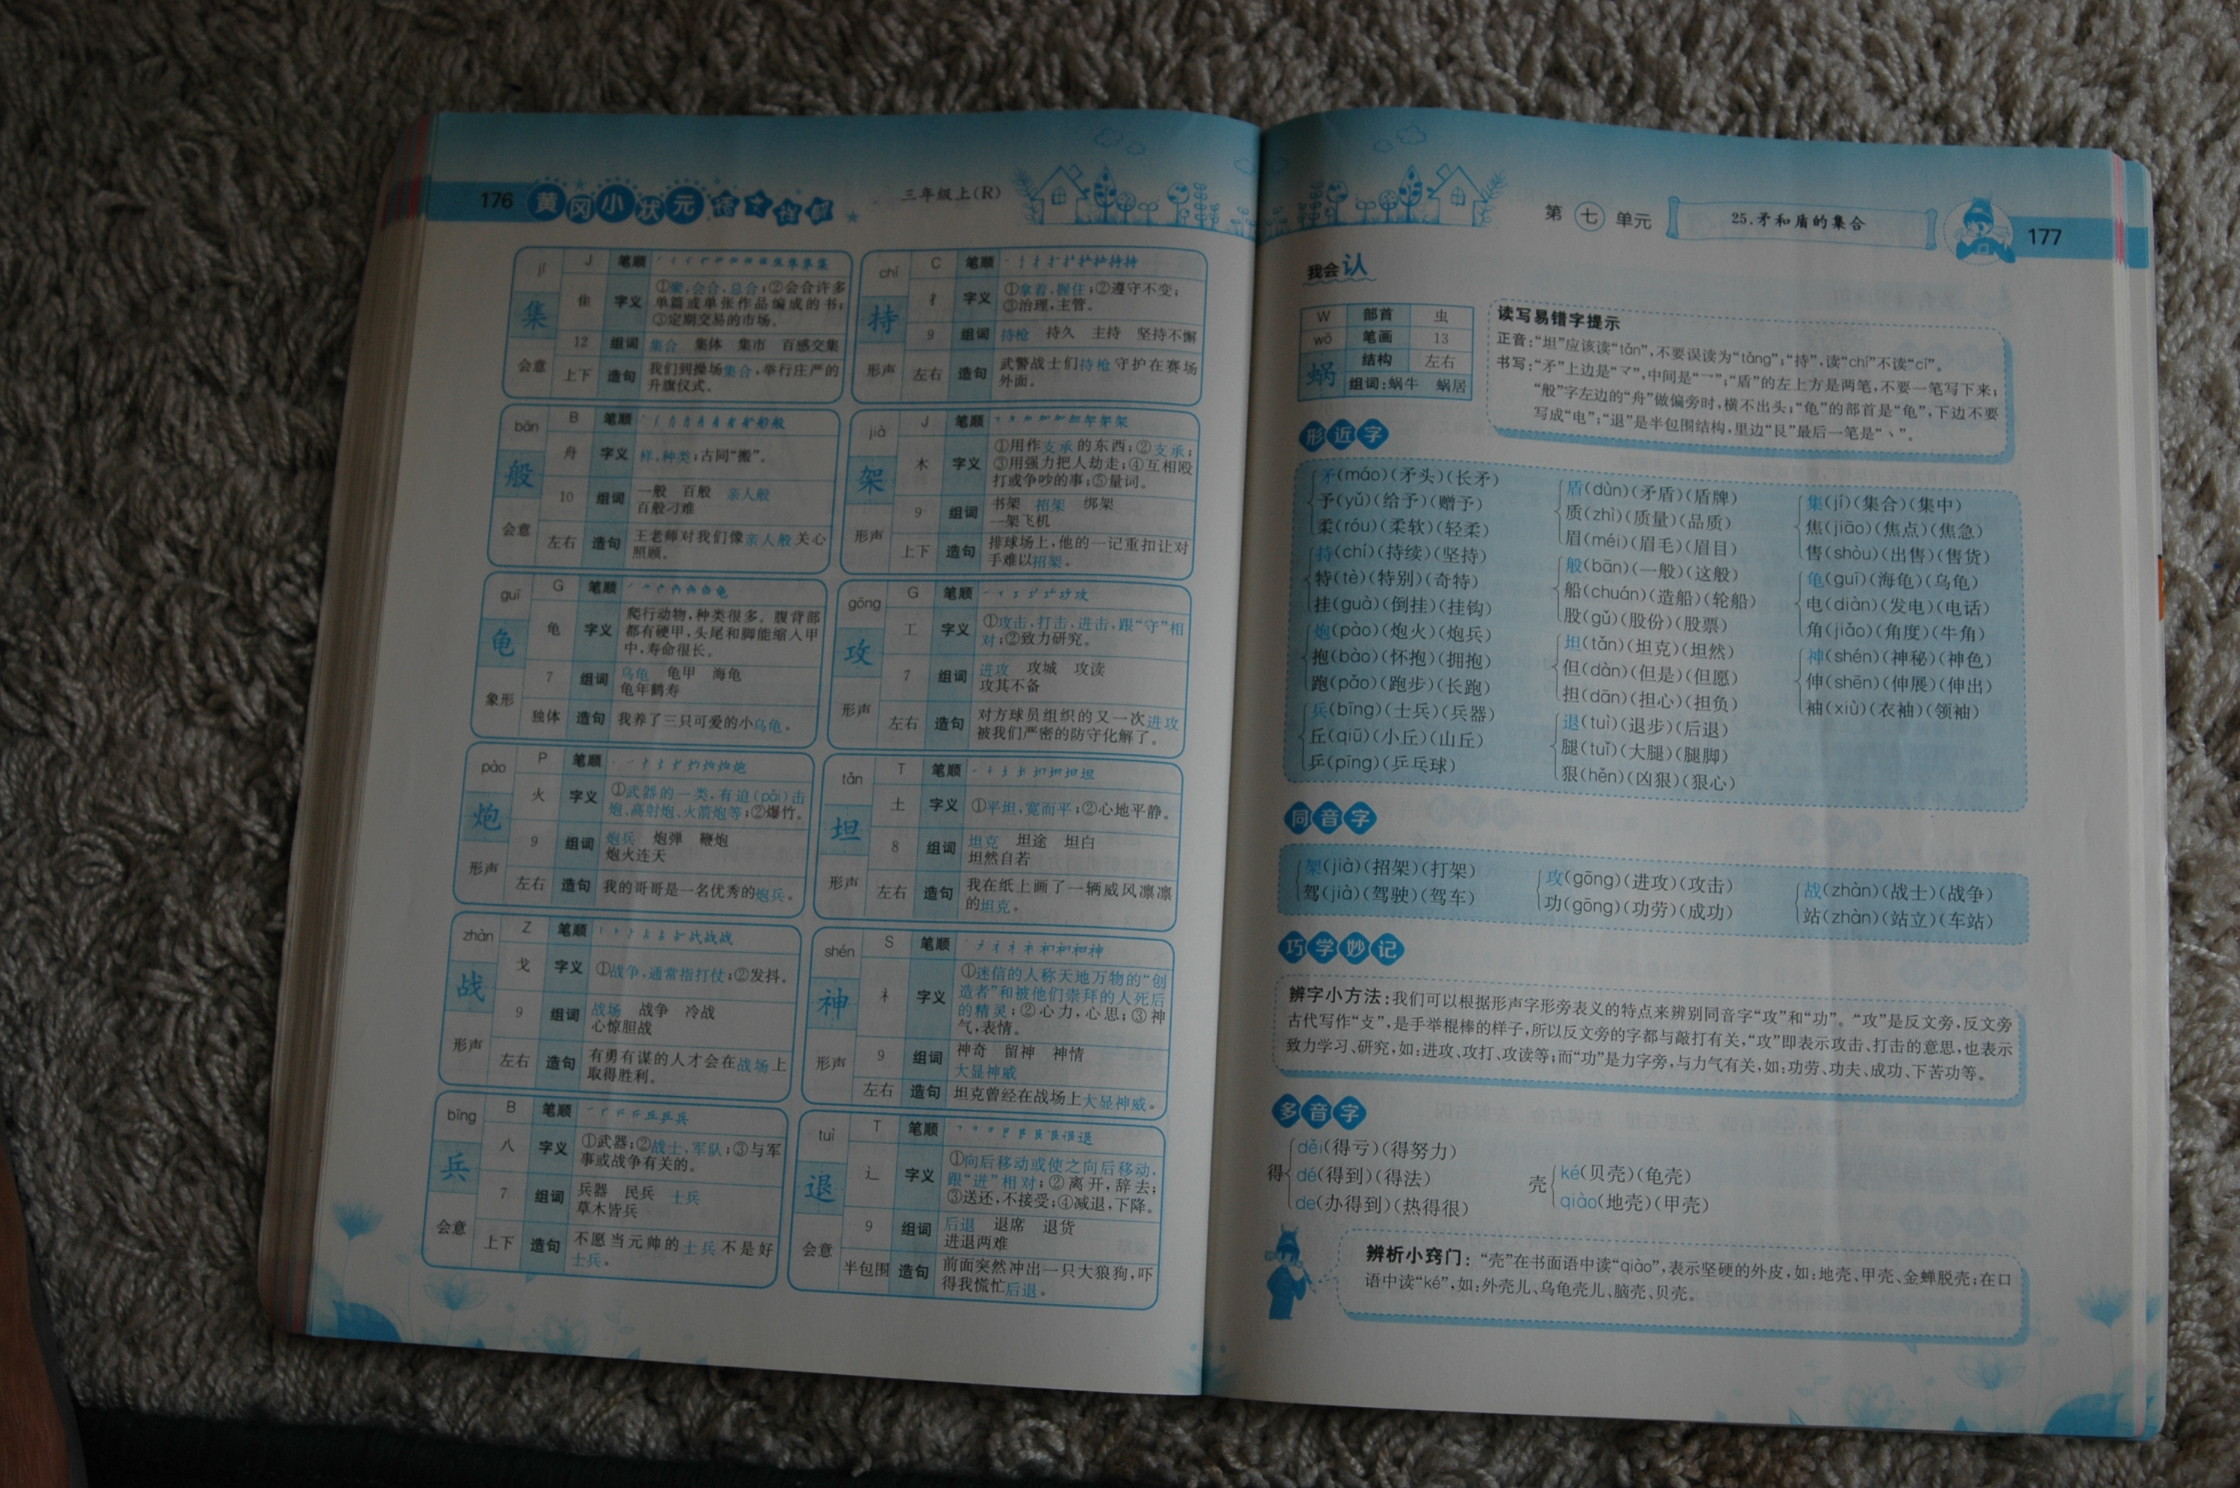 176 黄冈小状元 三年级上(R)
jí J 笔顺
集 隹 字义 ①聚,会合,总合;②会合许多单篇或单张作品编成的书;③定期交易的市场。
12 组词 集合 集体 集市 百感交集
会意 上下 造句 我们到操场集合,举行庄严的升旗仪式。
bān B 笔顺
般 舟 字义 样,种类;古同“搬”。
10 组词 一般 百般 亲人般
百般刁难
会意 左右 造句 王老师对我们像亲人般关心照顾。
guī G 笔顺
龟 龟 字义 爬行动物,种类很多。腹背部都有硬甲,头尾和脚能缩入甲中,寿命很长。
7 组词 乌龟 龟甲 海龟
龟年鹤寿
象形 独体 造句 我养了三只可爱的小乌龟。
pào P 笔顺
炮 火 字义 ①武器的一类,有迫(pǎi)击炮、高射炮、火箭炮等;②爆竹。
9 组词 炮兵 炮弹 鞭炮
炮火连天
形声 左右 造句 我的哥哥是一名优秀的炮兵。
zhàn Z 笔顺
战 戈 字义 ①战争,通常指打仗;②发抖。
9 组词 战场 战争 冷战
心惊胆战
形声 左右 造句 有勇有谋的人才会在战场上取得胜利。
bīng B 笔顺
兵 八 字义 ①武器;②战士,军队;③与军事或战争有关的。
7 组词 兵器 民兵 士兵
草木皆兵
会意 上下 造句 不愿当元帅的士兵不是好士兵。
chí C 笔顺
持 扌 字义 ①拿着,握住;②遵守不变;③治理,主管。
9 组词 持枪 持久 主持 坚持不懈
形声 左右 造句 武警战士们持枪守护在赛场外面。
jià J 笔顺
架 木 字义 ①用作支承的东西;②支承;③用强力把人劫走;④互相殴打或争吵的事;⑤量词。
9 组词 书架 招架 绑架
一架飞机
形声 上下 造句 排球场上,他的一记重扣让对手难以招架。
gōng G 笔顺
攻 工 字义 ①攻击,打击,进击,跟“守”相对;②致力研究。
7 组词 进攻 攻城 攻读
攻其不备
形声 左右 造句 对方球员组织的又一次进攻被我们严密的防守化解了。
tǎn T 笔顺
坦 土 字义 ①平坦,宽而平;②心地平静。
8 组词 坦克 坦途 坦白
坦然自若
形声 左右 造句 我在纸上画了一辆威风凛凛的坦克。
shén S 笔顺
神 礻 字义 ①迷信的人称天地万物的“创造者”和被他们崇拜的人死后的精灵;②心力,心思;③神气,表情。
9 组词 神奇 留神 神情
大显神威
形声 左右 造句 坦克曾经在战场上大显神威。
tuì T 笔顺
退 辶 字义 ①向后移动或使之向后移动,跟“进”相对;②离开,辞去;③送还,不接受;④减退,下降。
9 组词 后退 退席 退货
进退两难
会意 半包围 造句 前面突然冲出一只大狼狗,吓得我慌忙后退。
第七单元 25.矛和盾的集合 177
我会认
W 部首 虫
wō 笔画 13
蜗 结构 左右
组词:蜗牛 蜗居
读写易错字提示
正音:“坦”应该读“tǎn”,不要误读为“tǎng”;“持”,读“chí”不读“cí”。
书写:“矛”上边是“龴”,中间是“乛”;“盾”的左上方是两笔,不要一笔写下来;
“般”字左边的“舟”做偏旁时,横不出头;“龟”的部首是“龟”,下边不要
写成“电”;“退”是半包围结构,里边“艮”最后一笔是“丶”。
形近字
矛(máo)(矛头)(长矛)
予(yǔ)(给予)(赠予)
柔(róu)(柔软)(轻柔)
持(chí)(持续)(坚持)
特(tè)(特别)(奇特)
挂(guà)(倒挂)(挂钩)
炮(pào)(炮火)(炮兵)
抱(bào)(怀抱)(拥抱)
跑(pǎo)(跑步)(长跑)
兵(bīng)(士兵)(兵器)
丘(qiū)(小丘)(山丘)
乒(pīng)(乒乓球)
盾(dùn)(矛盾)(盾牌)
质(zhì)(质量)(品质)
眉(méi)(眉毛)(眉目)
般(bān)(一般)(这般)
船(chuán)(造船)(轮船)
股(gǔ)(股份)(股票)
坦(tǎn)(坦克)(坦然)
但(dàn)(但是)(但愿)
担(dān)(担心)(担负)
退(tuì)(退步)(后退)
腿(tuǐ)(大腿)(腿脚)
狠(hěn)(凶狠)(狠心)
集(jí)(集合)(集中)
焦(jiāo)(焦点)(焦急)
售(shòu)(出售)(售货)
龟(guī)(海龟)(乌龟)
电(diàn)(发电)(电话)
角(jiǎo)(角度)(牛角)
神(shén)(神秘)(神色)
伸(shēn)(伸展)(伸出)
袖(xiù)(衣袖)(领袖)
同音字
架(jià)(招架)(打架)
驾(jià)(驾驶)(驾车)
攻(gōng)(进攻)(攻击)
功(gōng)(功劳)(成功)
战(zhàn)(战士)(战争)
站(zhàn)(站立)(车站)
巧学妙记
辨字小方法:我们可以根据形声字形旁表义的特点来辨别同音字“攻”和“功”。“攻”是反文旁,反文旁
古代写作“攴”,是手举棍棒的样子,所以反文旁的字都与敲打有关,“攻”即表示攻击、打击的意思,也表示
致力学习、研究,如:进攻、攻打、攻读等;而“功”是力字旁,与力气有关,如:功劳、功夫、成功、下苦功等。
多音字
得 děi(得亏)(得努力)
dé(得到)(得法)
de(办得到)(热得很)
壳 ké(贝壳)(龟壳)
qiào(地壳)(甲壳)
辨析小窍门:“壳”在书面语中读“qiào”,表示坚硬的外皮,如:地壳、甲壳、金蝉脱壳;在口
语中读“ké”,如:外壳儿、乌龟壳儿、脑壳、贝壳。